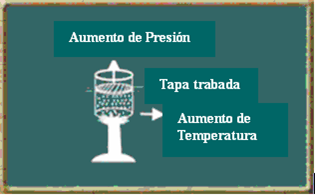 Aumento de Presión
Tapa trabada
Aumento de
Temperatura